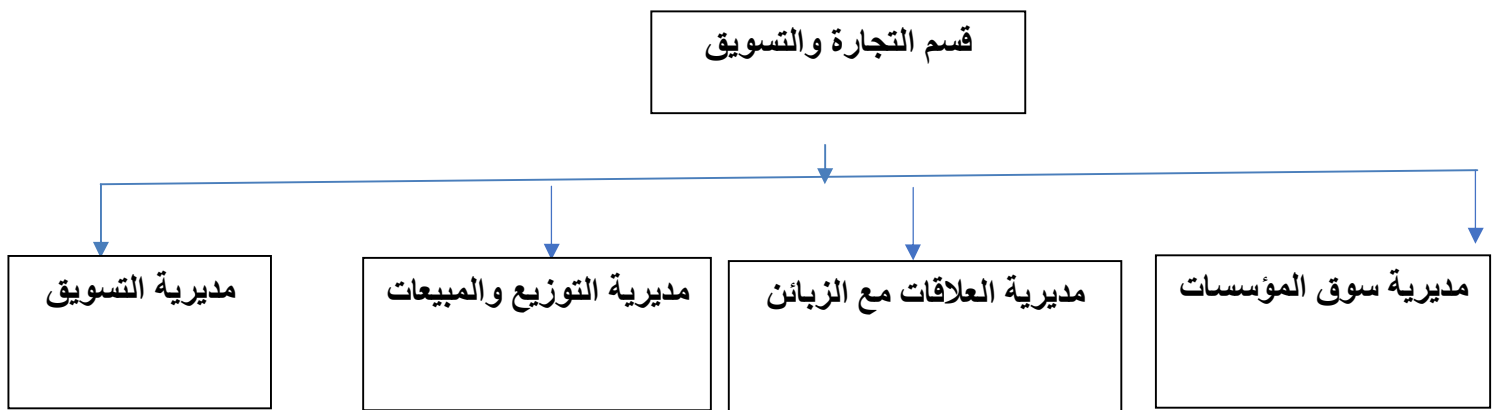 قسم التجارة والتسويق
مديرية سوق المؤسسات
مديرية العلاقات مع الزبائن
مديرية التوزيع والمبيعات
مديرية التسويق